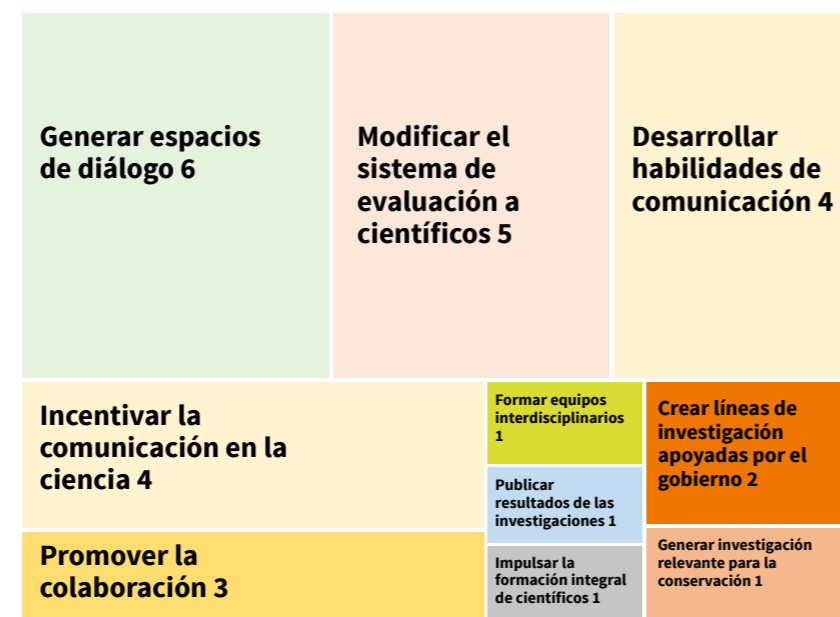 Generar espacios
de diálogo 6
Modificar el
sistema de
evaluación a
científicos 5
Desarrollar
habilidades de
comunicación 4
Incentivar la
comunicación en la
ciencia 4
Promover la
colaboración 3
Formar equipos
interdisciplinarios
1
Publicar
resultados de las
investigaciones 1
Impulsar la
formación integral
de científicos 1
Crear líneas de
investigación
apoyadas por el
gobierno 2
Generar investigación
relevante para la
conservación 1